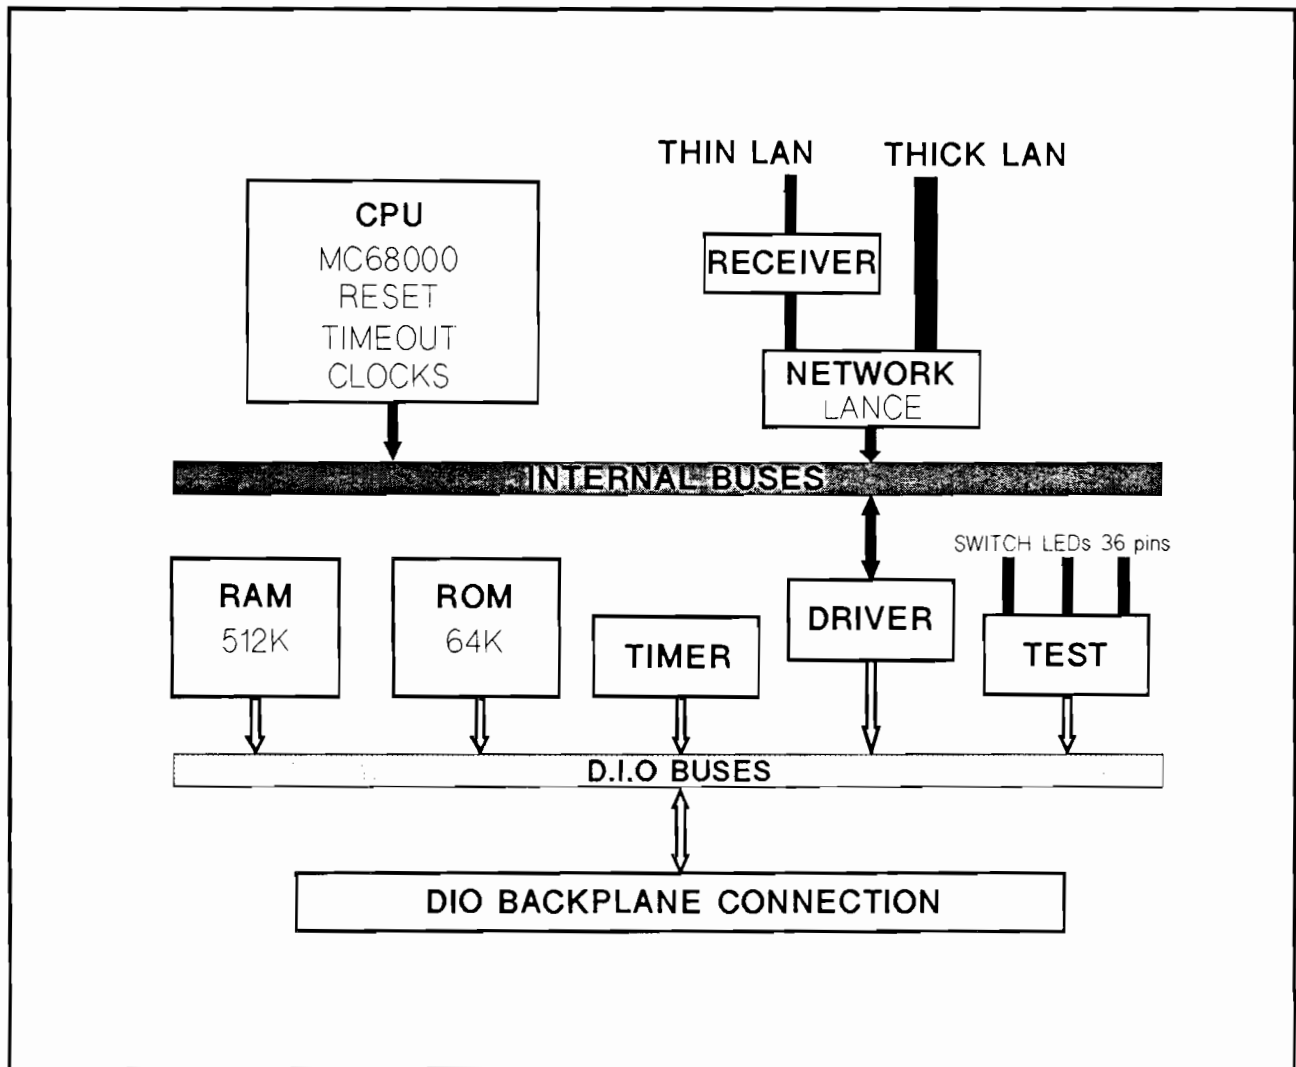 THIN LAN THICK LAN
CPU
MC68000
RESET
TIMEOUT
CLOCKS
RECEIVER
NETWORK
LANCE
INTERNAL BUSES
SWITCH LEDs 36 pins
RAM
512K
ROM
64K
TIMER
DRIVER
TEST
D.I.O BUSES
DIO BACKPLANE CONNECTION